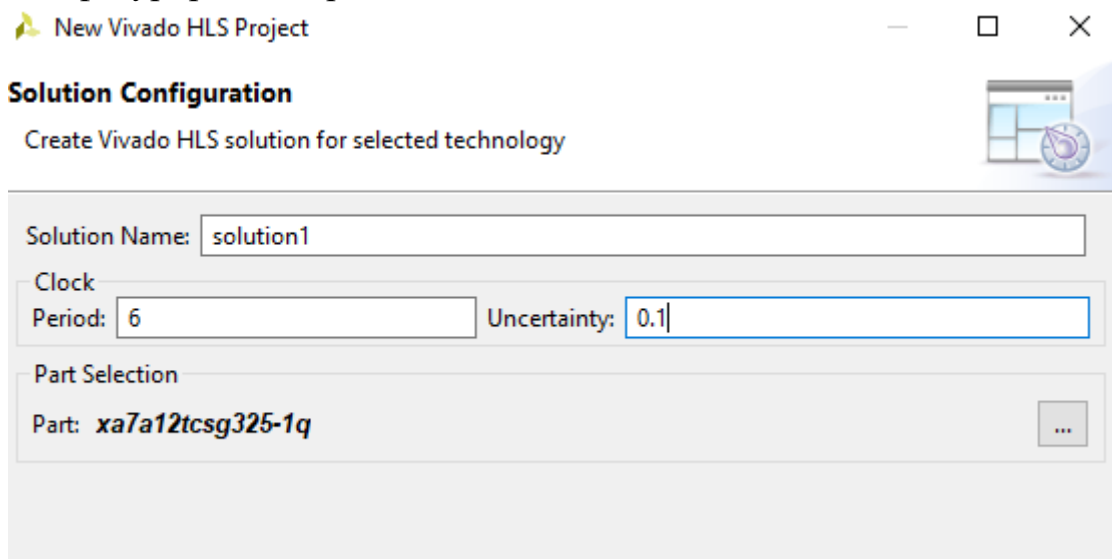 New Vivado HLS Project
Solution Configuration
Create Vivado HLS solution for selected technology
Solution Name: solution1
Clock
Period: 6 Uncertainty: 0.1
Part Selection
Part: xa7a12tcsg325-1q ...